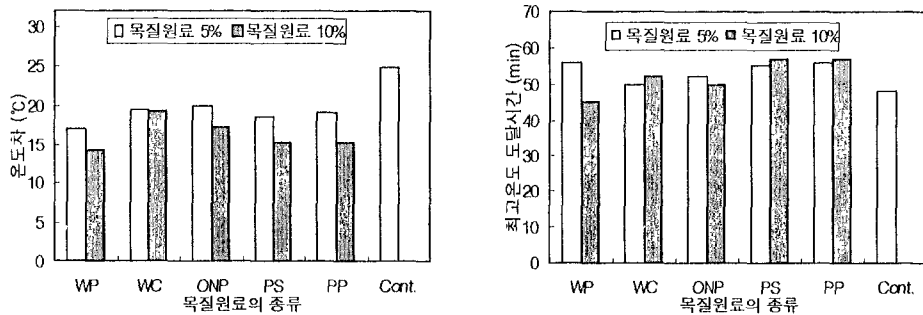 30
25
20
15
10
5
0
온도차 (℃)
목질원료 5% 목질원료 10%
WP WC ONP PS PP Cont.
목질원료의 종류
70
60
50
40
30
20
10
0
최고온도 도달시간 (min)
목질원료 5% 목질원료 10%
WP WC ONP PS PP Cont.
목질원료의 종류